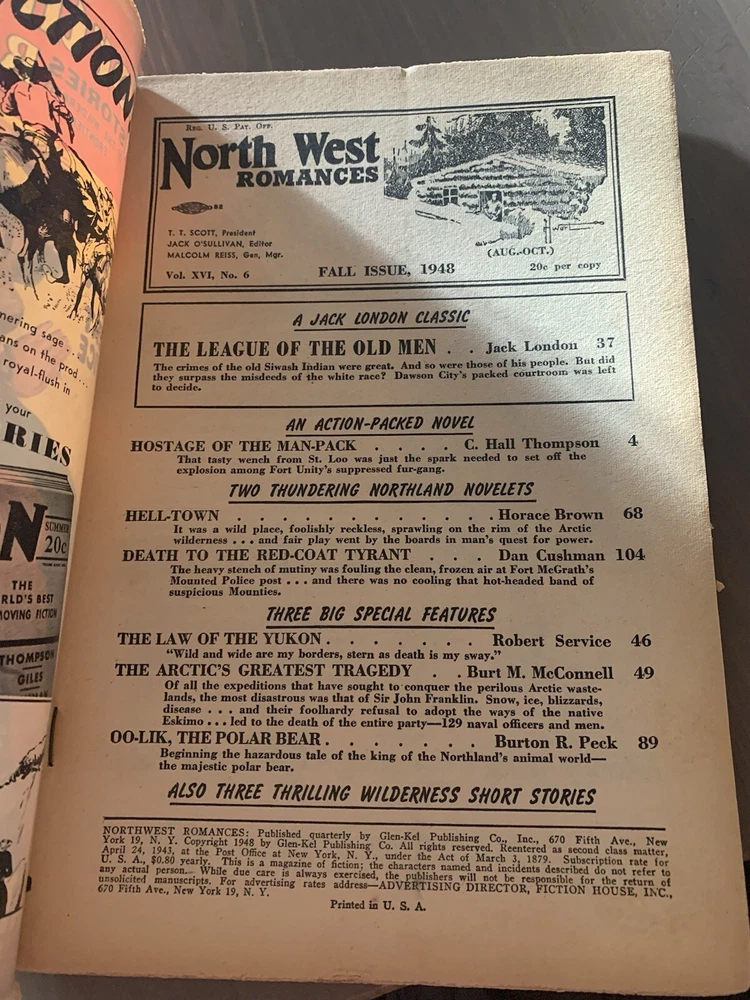 CTION
mering sage . .
ans on the prod...
royal-flush in
your
RIES
N
SUMMER
20c
THE
RLD'S BEST
MOVING FICTION
THOMPSON
GILES
REG. U. S. PAT. OFF.
North West
ROMANCES
T. T. SCOTT, President
JACK O'SULLIVAN, Editor
MALCOLM REISS, Gen. Mgr.
(AUG.-OCT.)
Vol. XVI, No. 6 FALL ISSUE, 1948 20c per copy
A JACK LONDON CLASSIC
THE LEAGUE OF THE OLD MEN . . Jack London 37
The crimes of the old Siwash Indian were great. And so were those of his people. But did
they surpass the misdeeds of the white race? Dawson City's packed courtroom was left
to decide.
AN ACTION-PACKED NOVEL
HOSTAGE OF THE MAN-PACK . . . . C. Hall Thompson 4
That tasty wench from St. Loo was just the spark needed to set off the
explosion among Fort Unity's suppressed fur-gang.
TWO THUNDERING NORTHLAND NOVELETS
HELL-TOWN . . . . . . . . . . . . Horace Brown 68
It was a wild place, foolishly reckless, sprawling on the rim of the Arctic
wilderness . . . and fair play went by the boards in man's quest for power.
DEATH TO THE RED-COAT TYRANT . . . Dan Cushman 104
The heavy stench of mutiny was fouling the clean, frozen air at Fort McGrath's
Mounted Police post . . . and there was no cooling that hot-headed band of
suspicious Mounties.
THREE BIG SPECIAL FEATURES
THE LAW OF THE YUKON . . . . . . . Robert Service 46
"Wild and wide are my borders, stern as death is my sway."
THE ARCTIC'S GREATEST TRAGEDY . . Burt M. McConnell 49
Of all the expeditions that have sought to conquer the perilous Arctic waste-
lands, the most disastrous was that of Sir John Franklin. Snow, ice, blizzards,
disease . . . and their foolhardy refusal to adopt the ways of the native
Eskimo . . . led to the death of the entire party—129 naval officers and men.
OO-LIK, THE POLAR BEAR . . . . . . . Burton R. Peck 89
Beginning the hazardous tale of the king of the Northland's animal world—
the majestic polar bear.
ALSO THREE THRILLING WILDERNESS SHORT STORIES
NORTHWEST ROMANCES: Published quarterly by Glen-Kel Publishing Co., Inc., 670 Fifth Ave., New
York 19, N. Y. Copyright 1948 by Glen-Kel Publishing Co. All rights reserved. Reentered as second class matter,
April 24, 1943, at the Post Office at New York, N. Y., under the Act of March 3, 1879. Subscription rate for
U. S. A., $0.80 yearly. This is a magazine of fiction; the characters named and incidents described do not refer to
any actual person. While due care is always exercised, the publishers will not be responsible for the return of
unsolicited manuscripts. For advertising rates address—ADVERTISING DIRECTOR, FICTION HOUSE, INC.,
670 Fifth Ave., New York 19, N. Y.
Printed in U. S. A.